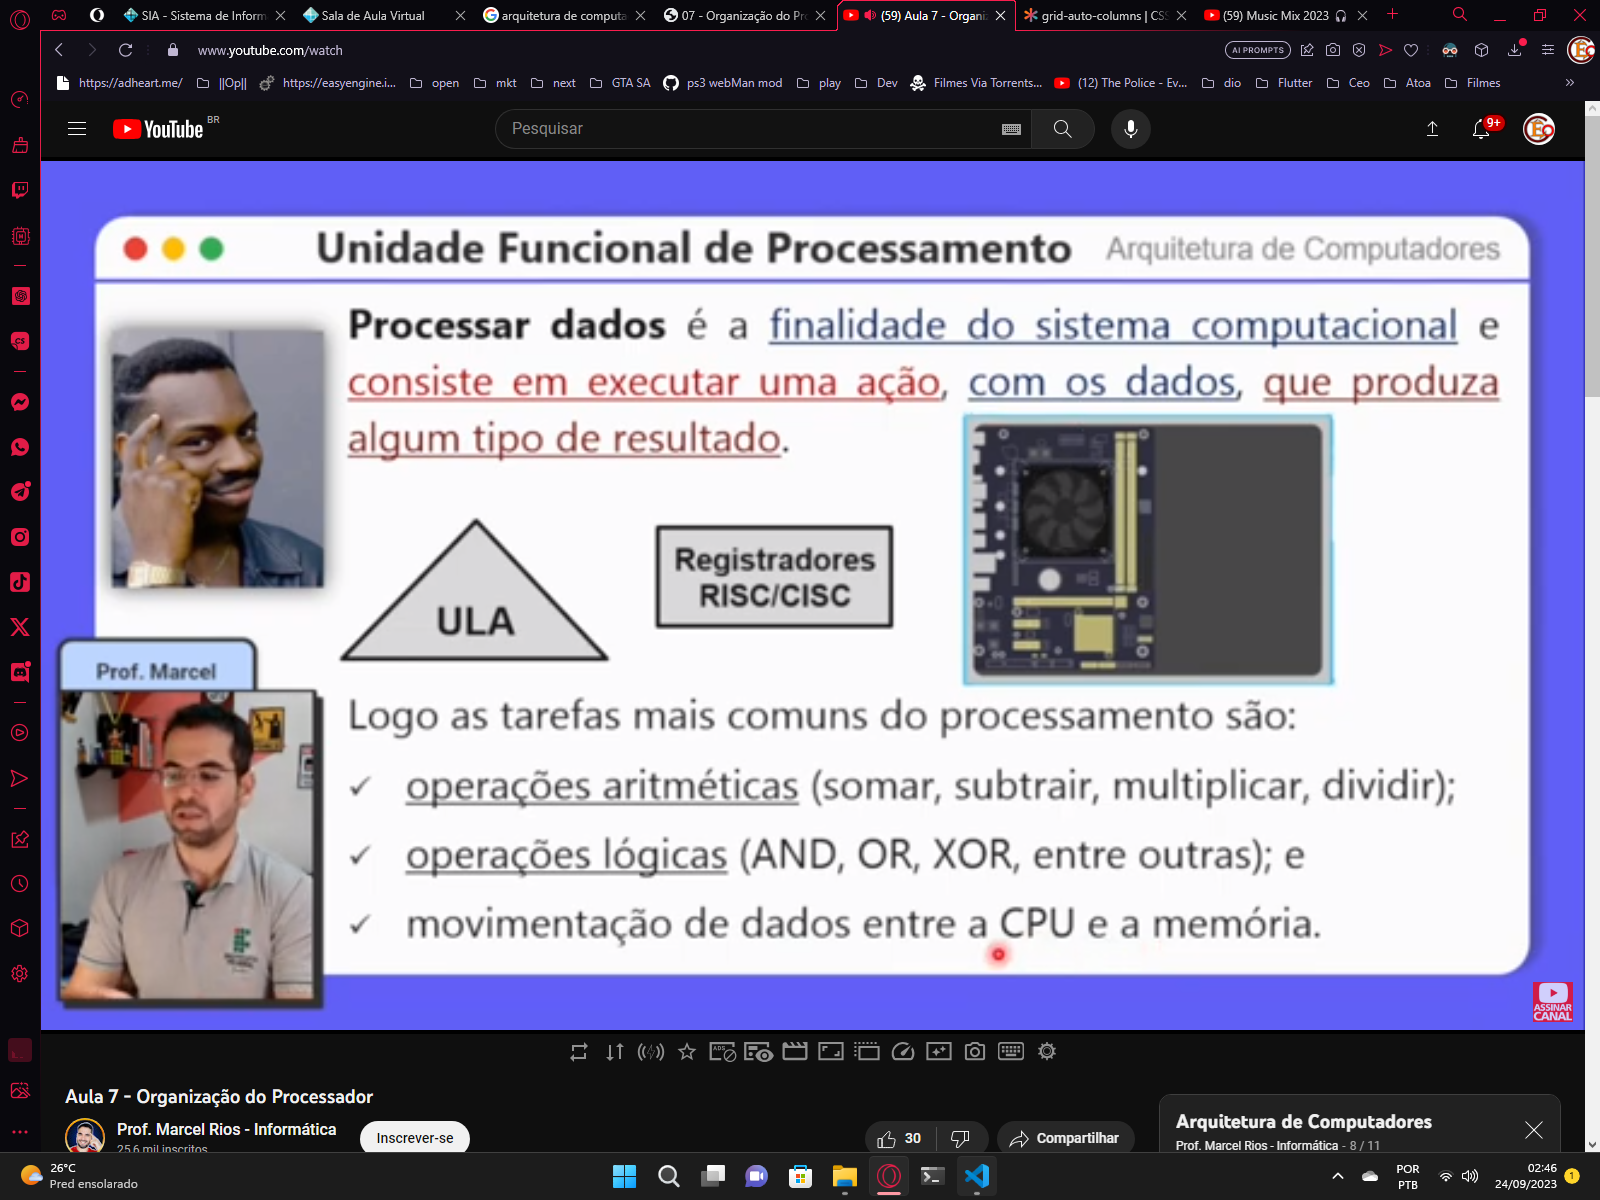 SIA - Sistema de Inform
Sala de Aula Virtual
arquitetura de computa
07 - Organização do Pr
(59) Aula 7 - Organi
grid-auto-columns | CSS
(59) Music Mix 2023
www.youtube.com/watch
AI PROMPTS
https://adheart.me/
||Op||
https://easyengine.i...
open
mkt
next
GTA SA
ps3 webMan mod
play
Dev
Filmes Via Torrents...
(12) The Police - Ev...
dio
Flutter
Ceo
Atoa
Filmes
»
YouTube BR
Pesquisar
9+
Unidade Funcional de Processamento
Arquitetura de Computadores
Processar dados é a finalidade do sistema computacional e
consiste em executar uma ação, com os dados, que produza
algum tipo de resultado.
ULA
Registradores
RISC/CISC
Prof. Marcel
Logo as tarefas mais comuns do processamento são:
✓ operações aritméticas (somar, subtrair, multiplicar, dividir);
✓ operações lógicas (AND, OR, XOR, entre outras); e
✓ movimentação de dados entre a CPU e a memória.
ASSINAR
CANAL
Aula 7 - Organização do Processador
Prof. Marcel Rios - Informática
25,6 mil inscritos
Inscrever-se
30
Compartilhar
Arquitetura de Computadores
Prof. Marcel Rios - Informática - 8 / 11
26°C
Pred ensolarado
POR
PTB
02:46
24/09/2023
1